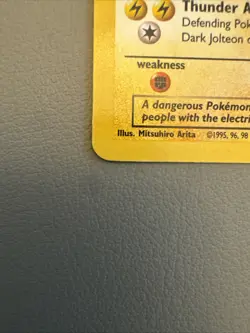 Thunder A
Defending Pok
Dark Jolteon
weakness
A dangerous Pokémon
people with the electri
Illus. Mitsuhiro Arita ©1995, 96, 98